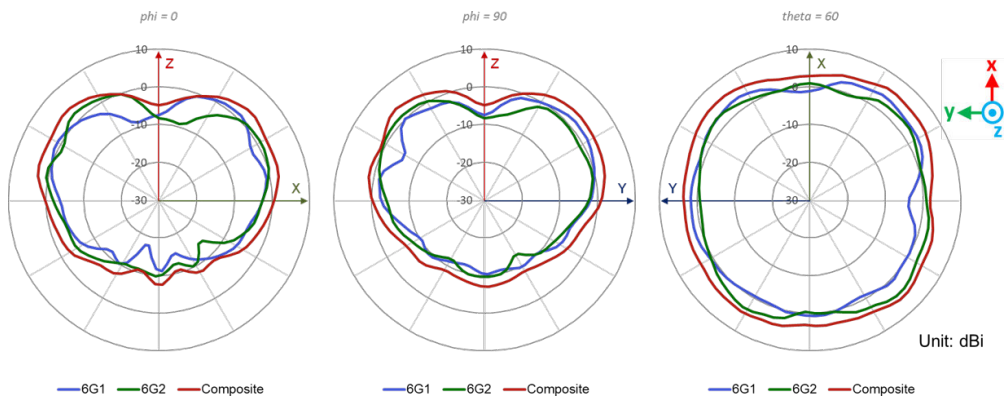 phi = 0
10
Z
0
-10
-20
-30
X
6G1 6G2 Composite
phi = 90
10
Z
0
-10
-20
-30
Y
6G1 6G2 Composite
theta = 60
10
X
0
-10
-20
-30
Y
6G1 6G2 Composite
x
y
z
Unit: dBi